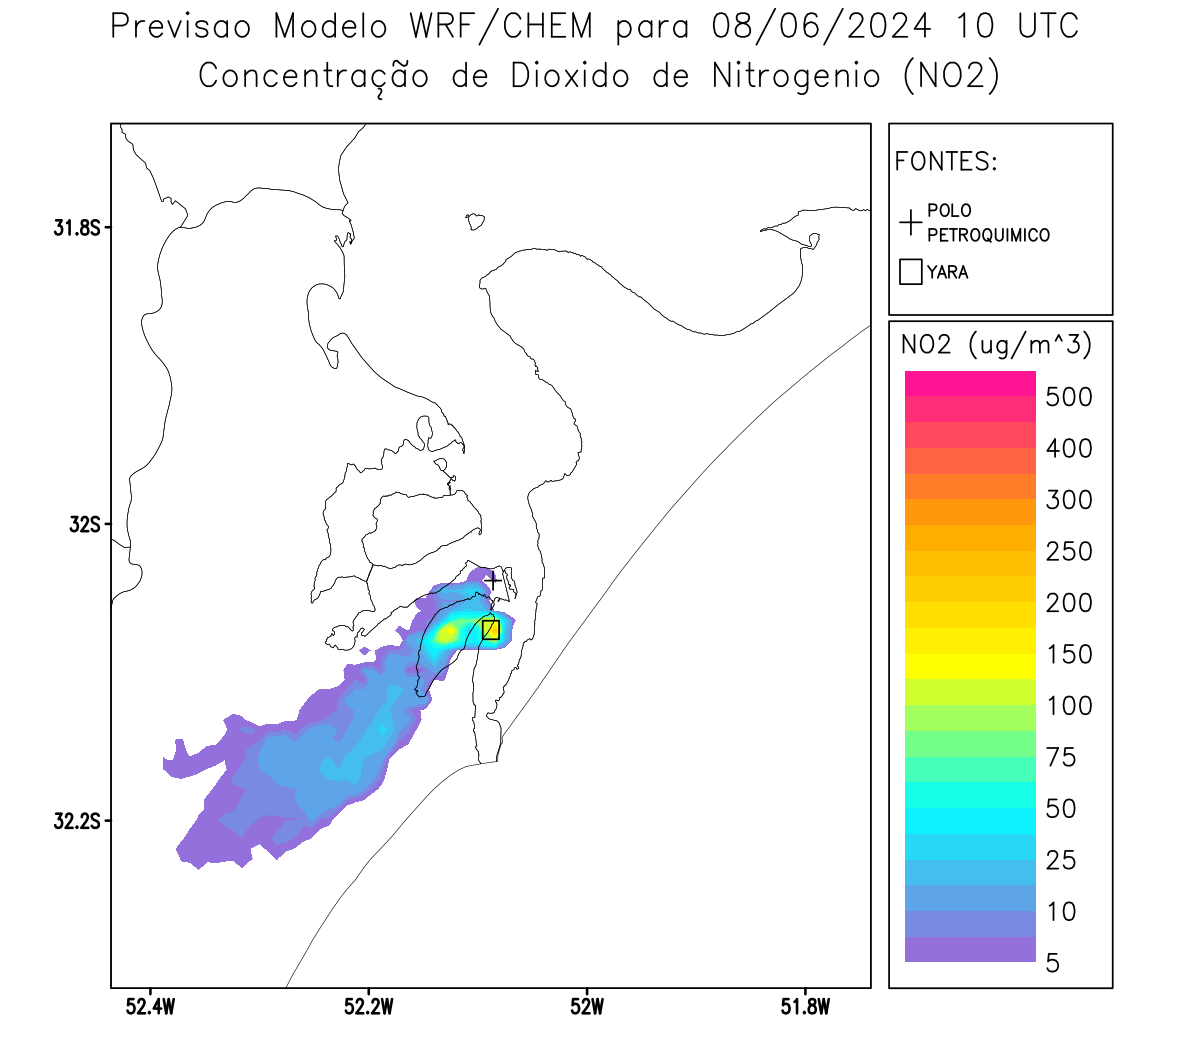 Previsao Modelo WRF/CHEM para 08/06/2024 10 UTC
Concentração de Dioxido de Nitrogenio (NO2)
FONTES:
POLO
PETROQUIMICO
YARA
NO2 (ug/m^3)
500
400
300
250
200
150
100
75
50
25
10
5
31.8S
32S
32.2S
52.4W
52.2W
52W
51.8W